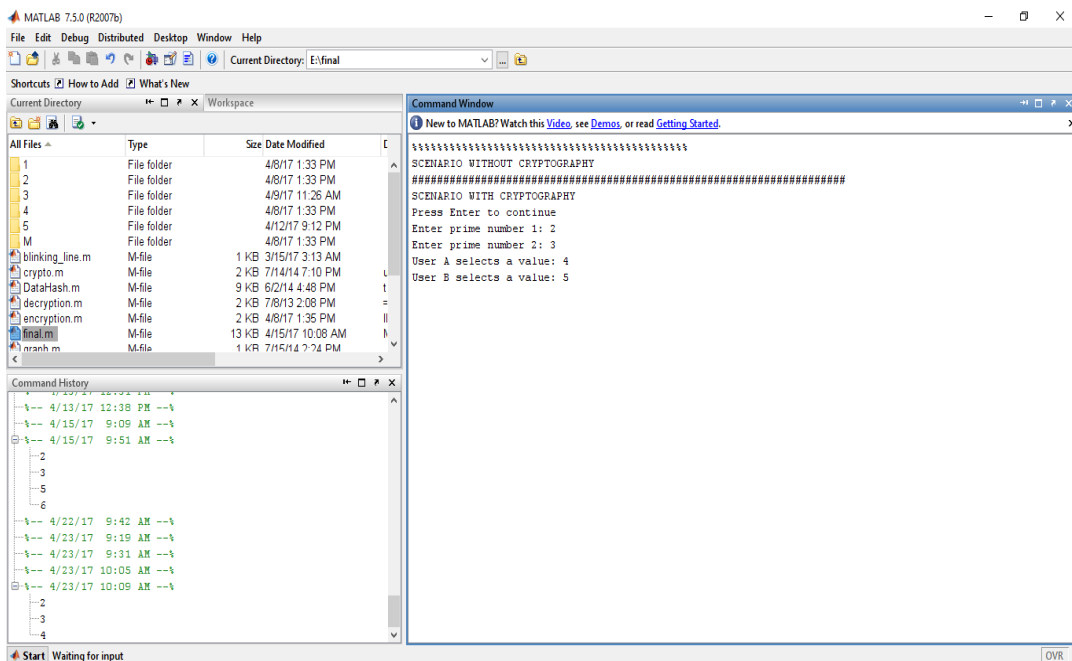 MATLAB 7.5.0 (R2007b)
File Edit Debug Distributed Desktop Window Help
Current Directory: E:\final
Shortcuts How to Add What's New
Current Directory Workspace
All Files Type Size Date Modified
1 File folder 4/8/17 1:33 PM
2 File folder 4/8/17 1:33 PM
3 File folder 4/9/17 11:26 AM
4 File folder 4/8/17 1:33 PM
5 File folder 4/12/17 9:12 PM
M File folder 4/8/17 1:33 PM
blinking_line.m M-file 1 KB 3/15/17 3:13 AM
crypto.m M-file 2 KB 7/14/14 7:10 PM
DataHash.m M-file 9 KB 6/2/14 4:48 PM
decryption.m M-file 2 KB 7/8/13 2:08 PM
encryption.m M-file 2 KB 4/8/17 1:35 PM
final.m M-file 13 KB 4/15/17 10:08 AM
graph.m M-file 1 KB 7/15/14 2:24 PM
Command History
%-- 4/13/17 12:38 PM --%
%-- 4/15/17 9:09 AM --%
%-- 4/15/17 9:51 AM --%
2
3
5
6
%-- 4/22/17 9:42 AM --%
%-- 4/23/17 9:19 AM --%
%-- 4/23/17 9:31 AM --%
%-- 4/23/17 10:05 AM --%
%-- 4/23/17 10:09 AM --%
2
3
4
Command Window
New to MATLAB? Watch this Video, see Demos, or read Getting Started.
%%%%%%%%%%%%%%%%%%%%%%%%%%%%%%%%%%%%%%%%%%%%
SCENARIO WITHOUT CRYPTOGRAPHY
#####################################################################
SCENARIO WITH CRYPTOGRAPHY
Press Enter to continue
Enter prime number 1: 2
Enter prime number 2: 3
User A selects a value: 4
User B selects a value: 5
Start Waiting for input
OVR